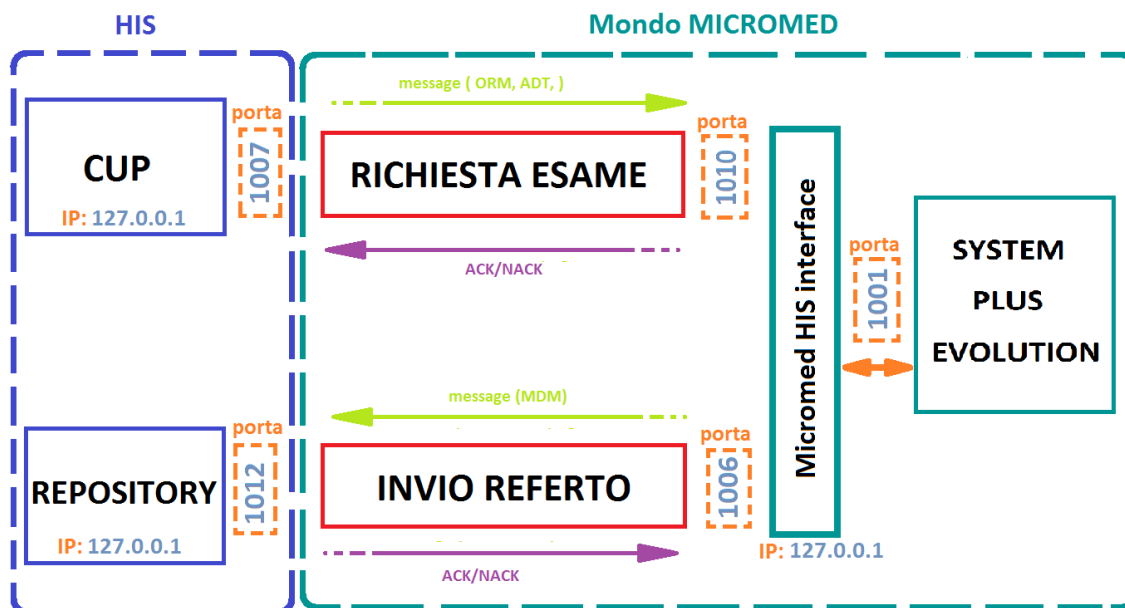 HIS
Mondo MICROMED
CUP
IP: 127.0.0.1
porta
1007
message ( ORM, ADT, )
RICHIESTA ESAME
ACK/NACK
porta
1010
Micromed HIS interface
IP: 127.0.0.1
porta
1001
SYSTEM
PLUS
EVOLUTION
REPOSITORY
IP: 127.0.0.1
porta
1012
message (MDM)
INVIO REFERTO
ACK/NACK
porta
1006